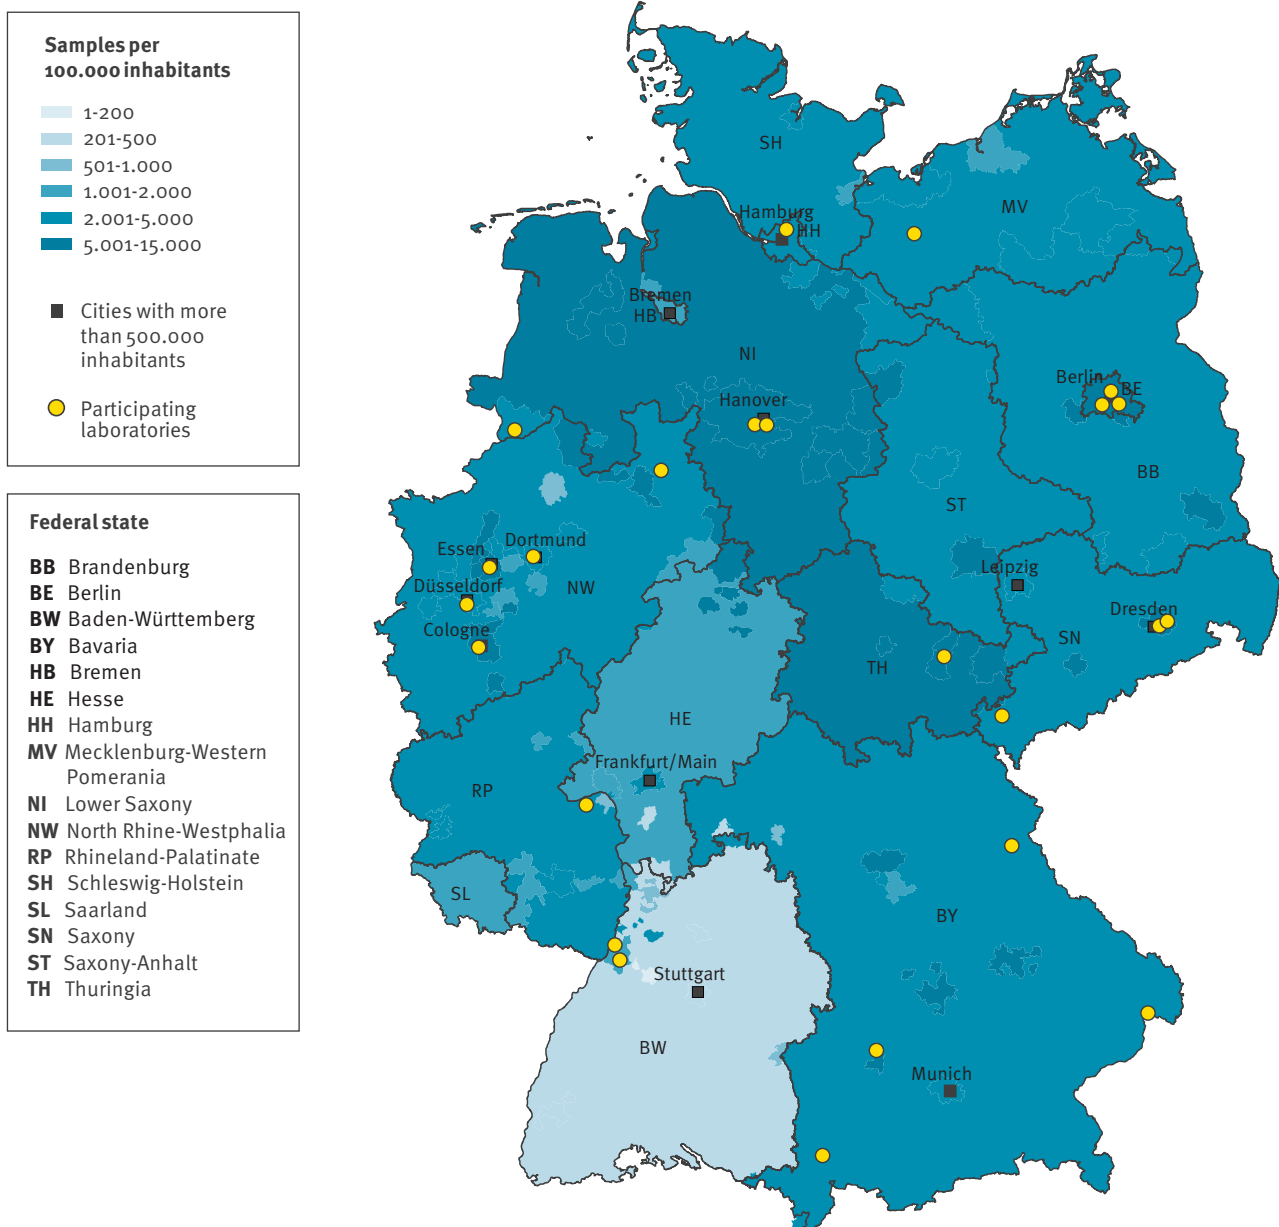 Samples per
100.000 inhabitants
1-200
201-500
501-1.000
1.001-2.000
2.001-5.000
5.001-15.000
Cities with more
than 500.000
inhabitants
Participating
laboratories
Federal state
BB Brandenburg
BE Berlin
BW Baden-Württemberg
BY Bavaria
HB Bremen
HE Hesse
HH Hamburg
MV Mecklenburg-Western
Pomerania
NI Lower Saxony
NW North Rhine-Westphalia
RP Rhineland-Palatinate
SH Schleswig-Holstein
SL Saarland
SN Saxony
ST Saxony-Anhalt
TH Thuringia
SH
MV
Hamburg
HH
Bremen
HB
NI
Berlin
BE
Hanover
BB
ST
Essen
Dortmund
Leipzig
Düsseldorf
NW
Dresden
Cologne
SN
TH
HE
Frankfurt/Main
RP
SL
BY
Stuttgart
BW
Munich